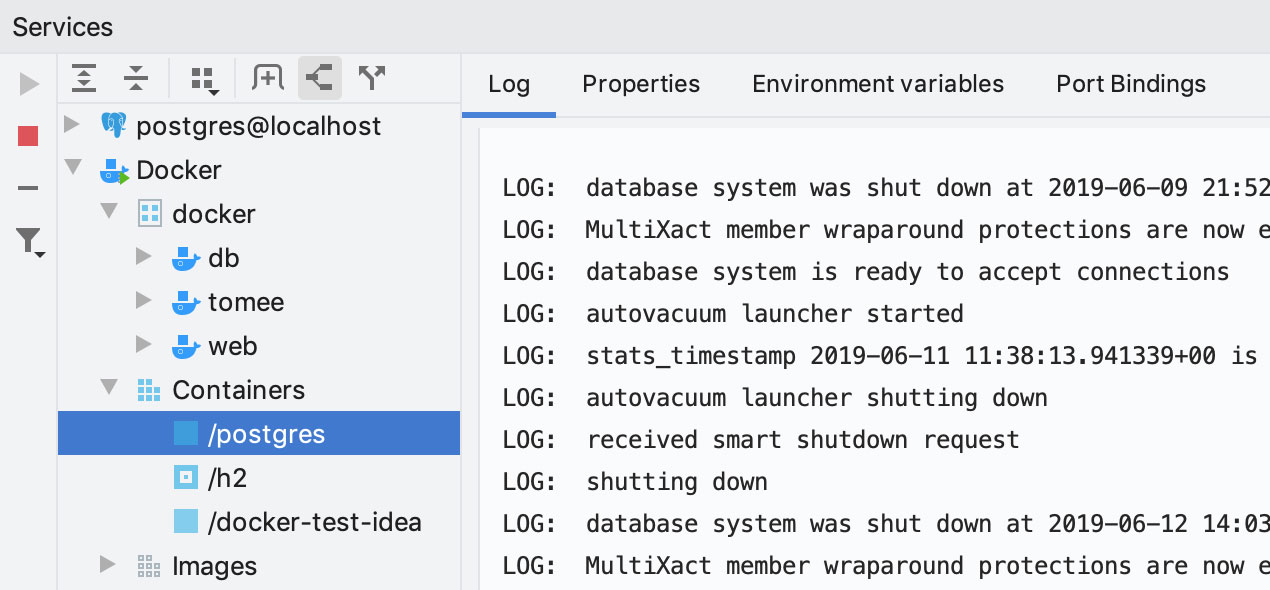 Services
Log Properties Environment variables Port Bindings
postgres@localhost
Docker
docker
db
tomee
web
Containers
/postgres
/h2
/docker-test-idea
Images
LOG: database system was shut down at 2019-06-09 21:52
LOG: MultiXact member wraparound protections are now e
LOG: database system is ready to accept connections
LOG: autovacuum launcher started
LOG: stats_timestamp 2019-06-11 11:38:13.941339+00 is
LOG: autovacuum launcher shutting down
LOG: received smart shutdown request
LOG: shutting down
LOG: database system was shut down at 2019-06-12 14:03
LOG: MultiXact member wraparound protections are now e